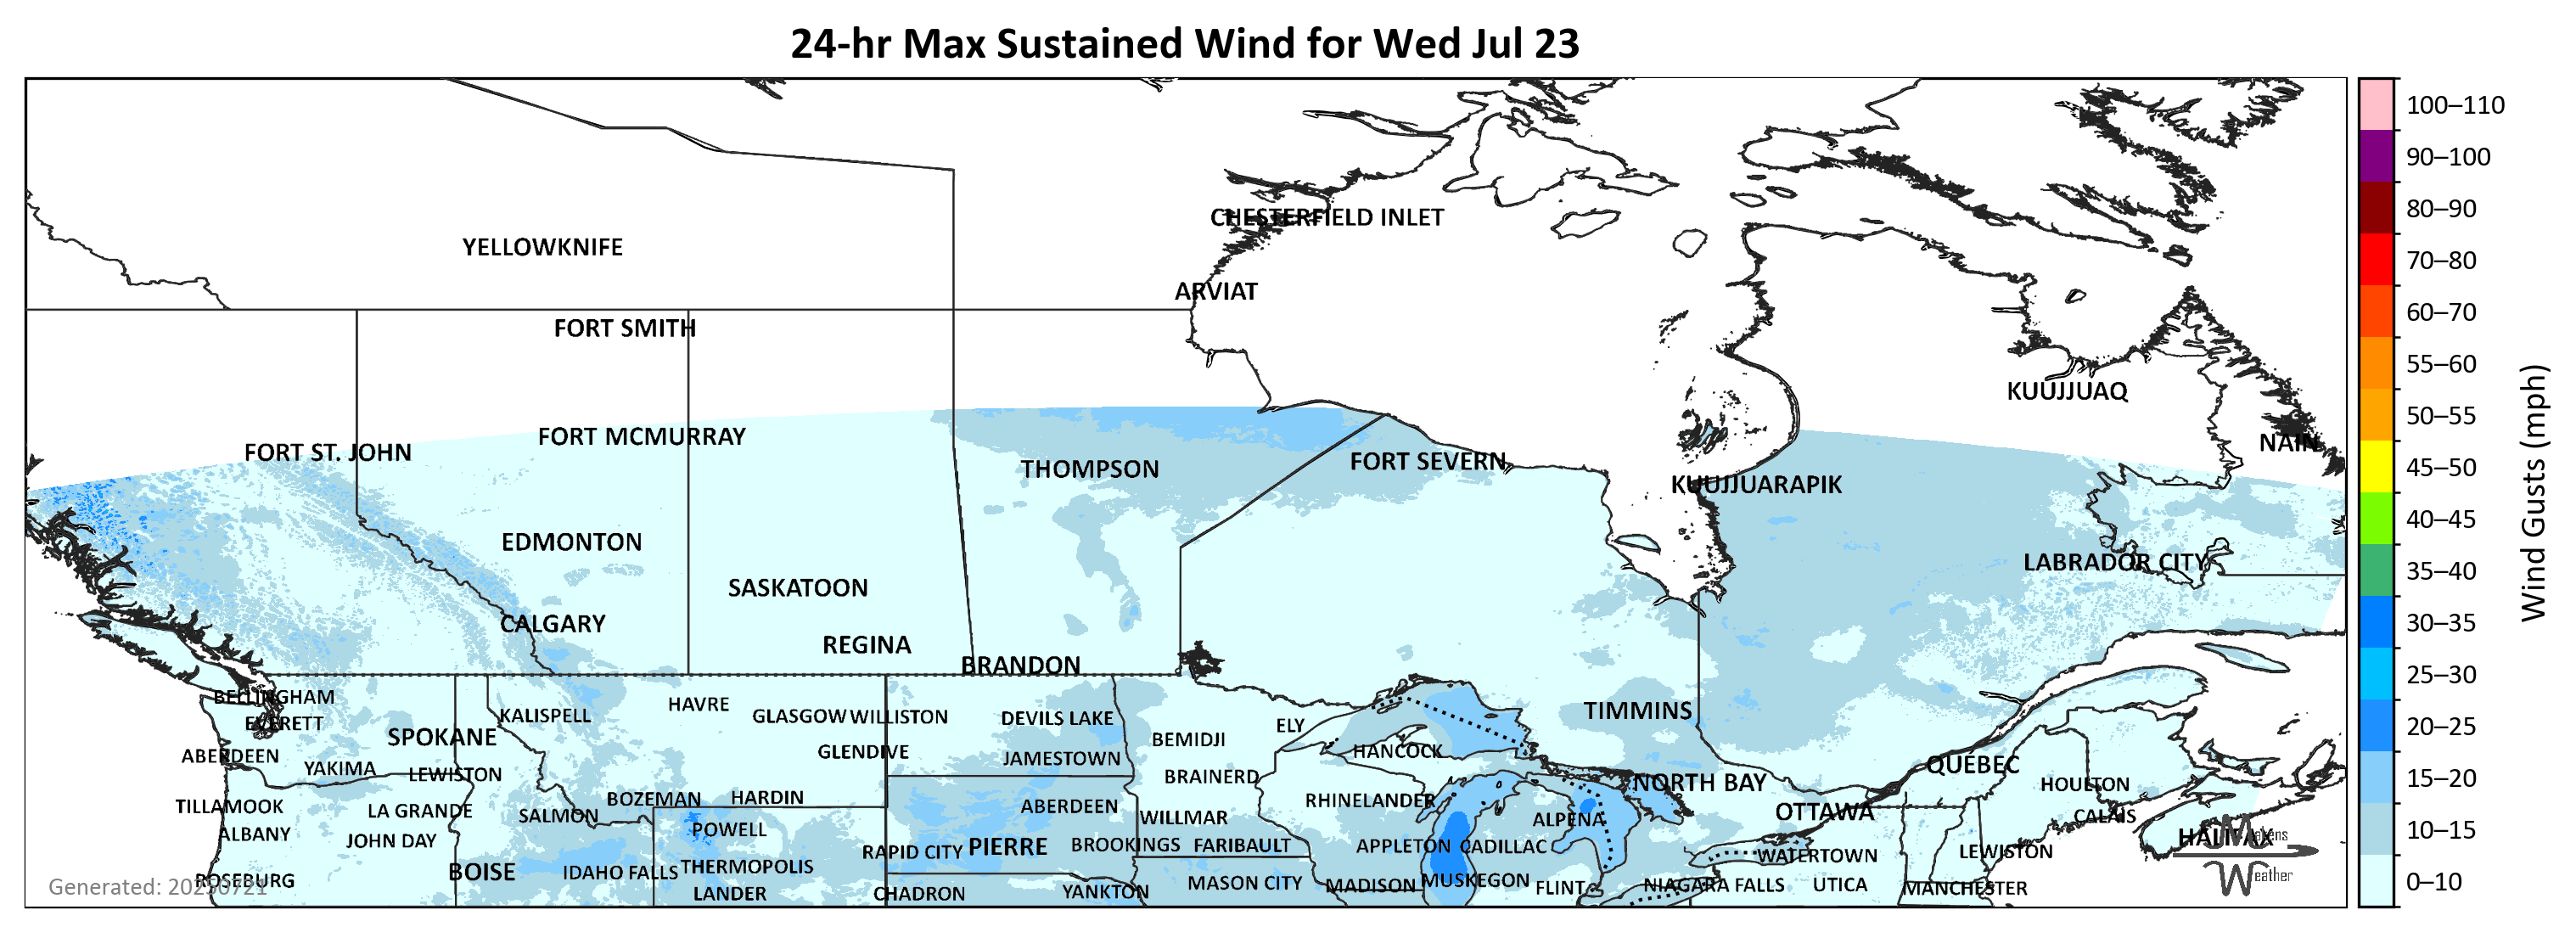 24-hr Max Sustained Wind for Wed Jul 23
100–110
90–100
80–90
70–80
60–70
55–60
50–55
45–50
40–45
35–40
30–35
25–30
20–25
15–20
10–15
0–10
Wind Gusts (mph)
CHESTERFIELD INLET
YELLOWKNIFE
ARVIAT
FORT SMITH
KUUJJUAQ
FORT MCMURRAY
NAIN
FORT ST. JOHN
FORT SEVERN
THOMPSON
KUUJJUARAPIK
EDMONTON
LABRADOR CITY
SASKATOON
CALGARY
REGINA
BRANDON
BELLINGHAM
HAVRE
TIMMINS
KALISPELL
GLASGOW
WILLISTON
DEVILS LAKE
EVERETT
ELY
SPOKANE
BEMIDJI
GLENDIVE
HANCOCK
ABERDEEN
JAMESTOWN
QUÉBEC
YAKIMA
LEWISTON
BRAINERD
NORTH BAY
HOULTON
BOZEMAN
HARDIN
RHINELANDER
TILLAMOOK
LA GRANDE
ABERDEEN
OTTAWA
SALMON
WILLMAR
ALPENA
CALAIS
POWELL
ALBANY
HALIFAX
Makens
JOHN DAY
PIERRE
BROOKINGS
FARIBAULT
APPLETON
CADILLAC
RAPID CITY
LEWISTON
WATERTOWN
THERMOPOLIS
BOISE
IDAHO FALLS
Weather
ROSEBURG
MUSKEGON
MASON CITY
MADISON
NIAGARA FALLS
UTICA
FLINT
MANCHESTER
Generated: 20250721
LANDER
CHADRON
YANKTON